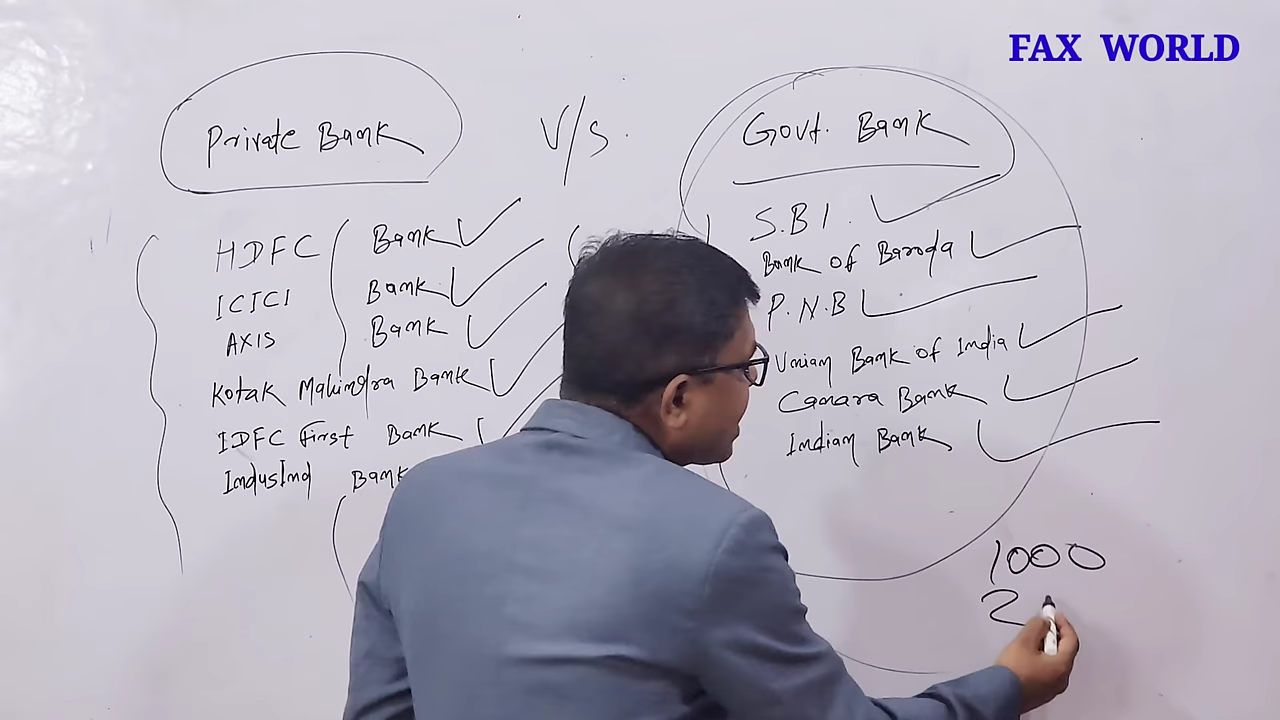 FAX WORLD
Private Bank V/s. Govt. Bank
HDFC Bank
ICICI Bank
AXIS Bank
Kotak Mahindra Bank
IDFC First Bank
IndusInd Bank
S.B.I.
Bank of Baroda
P.N.B
Union Bank of India
Canara Bank
Indian Bank
1000
2